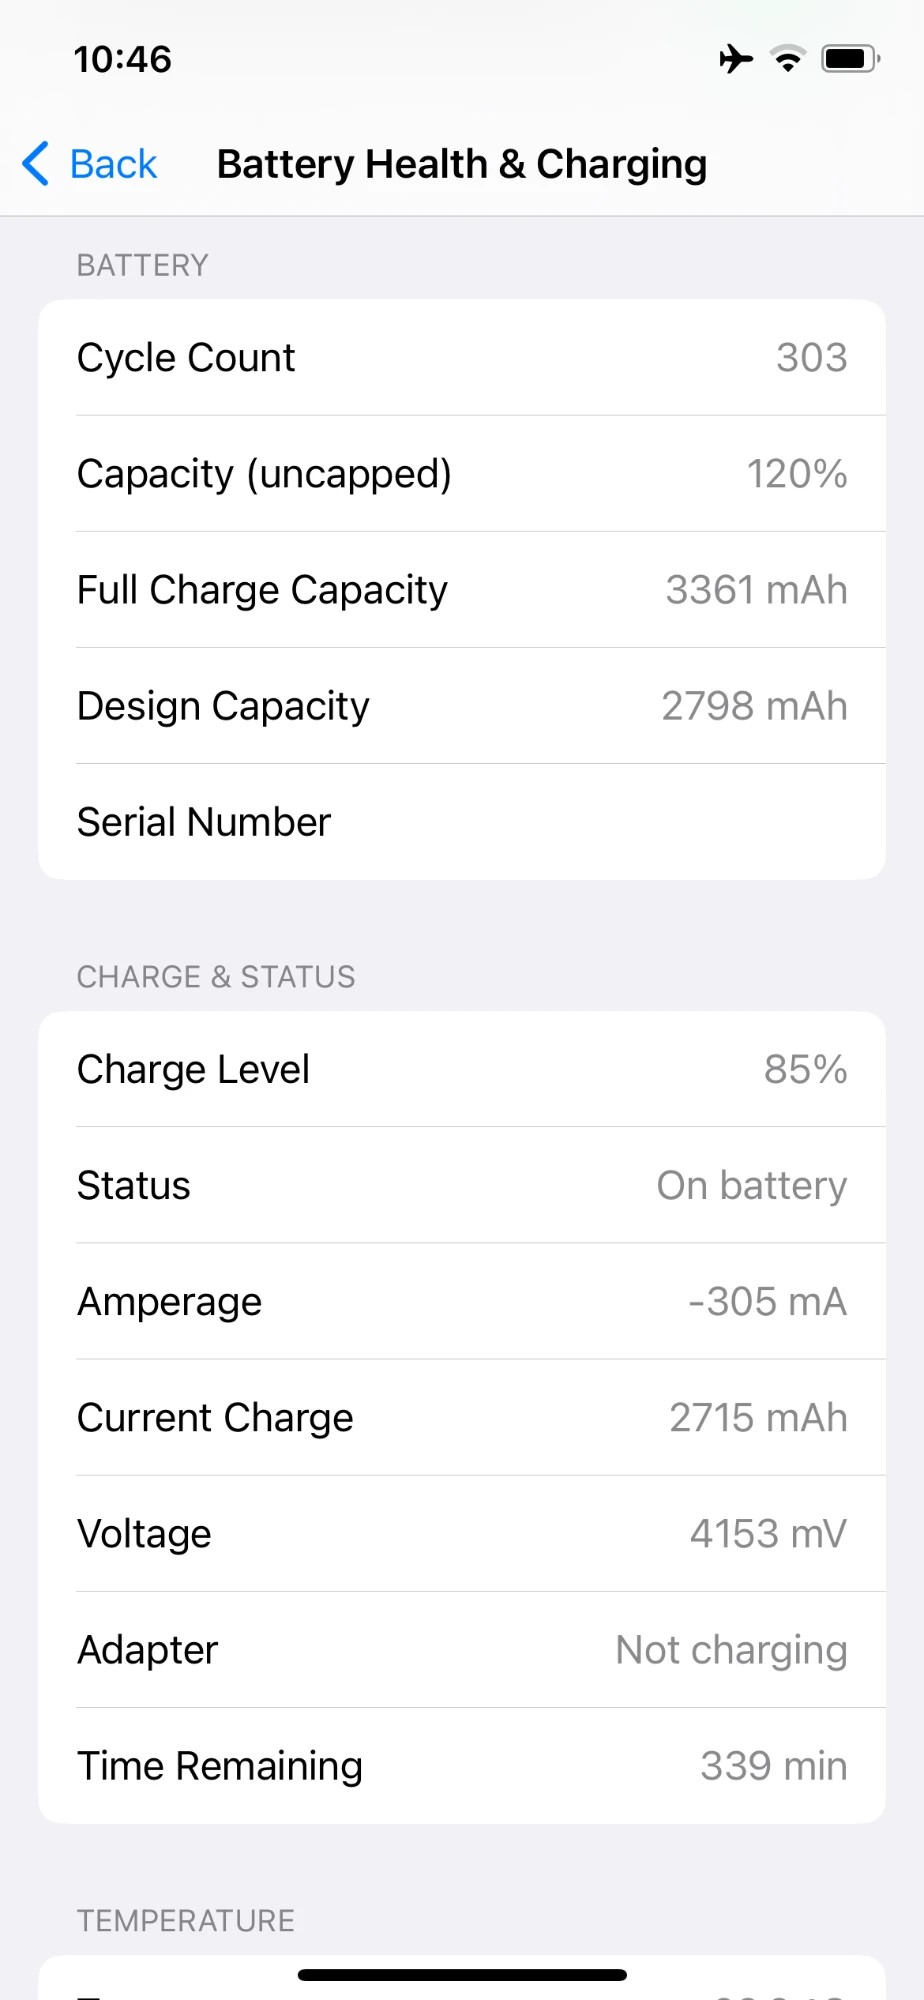 10:46
Back
Battery Health & Charging
BATTERY
Cycle Count 303
Capacity (uncapped) 120%
Full Charge Capacity 3361 mAh
Design Capacity 2798 mAh
Serial Number
CHARGE & STATUS
Charge Level 85%
Status On battery
Amperage -305 mA
Current Charge 2715 mAh
Voltage 4153 mV
Adapter Not charging
Time Remaining 339 min
TEMPERATURE